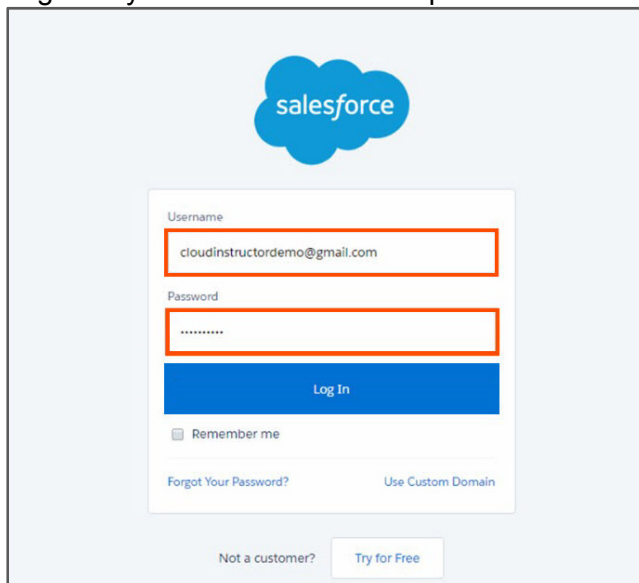 salesforce
Username
cloudinstructordemo@gmail.com
Password
••••••••••
Log In
Remember me
Forgot Your Password? Use Custom Domain
Not a customer? Try for Free